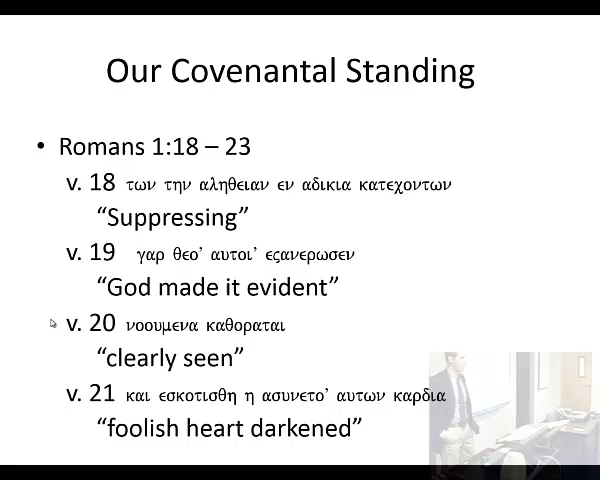 Our Covenantal Standing
• Romans 1:18 – 23
v. 18 των την αληθειαν εν αδικια κατεχοντων
“Suppressing”
v. 19 γαρ θεο’ αυτοι’ εςανερωσεν
“God made it evident”
v. 20 νοουμενα καθοραται
“clearly seen”
v. 21 και εσκοτισθη η ασυνετο’ αυτων καρδια
“foolish heart darkened”